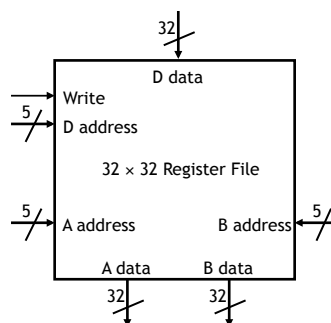 32
D data
Write
5
D address
32 × 32 Register File
5
A address
B address
5
A data
B data
32
32